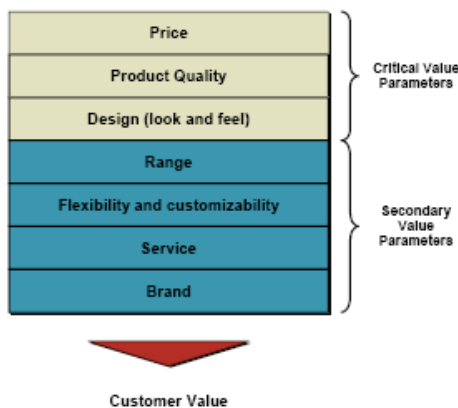 Price
Product Quality
Design (look and feel)
Range
Flexibility and customizability
Service
Brand
Critical Value
Parameters
Secondary
Value
Parameters
Customer Value